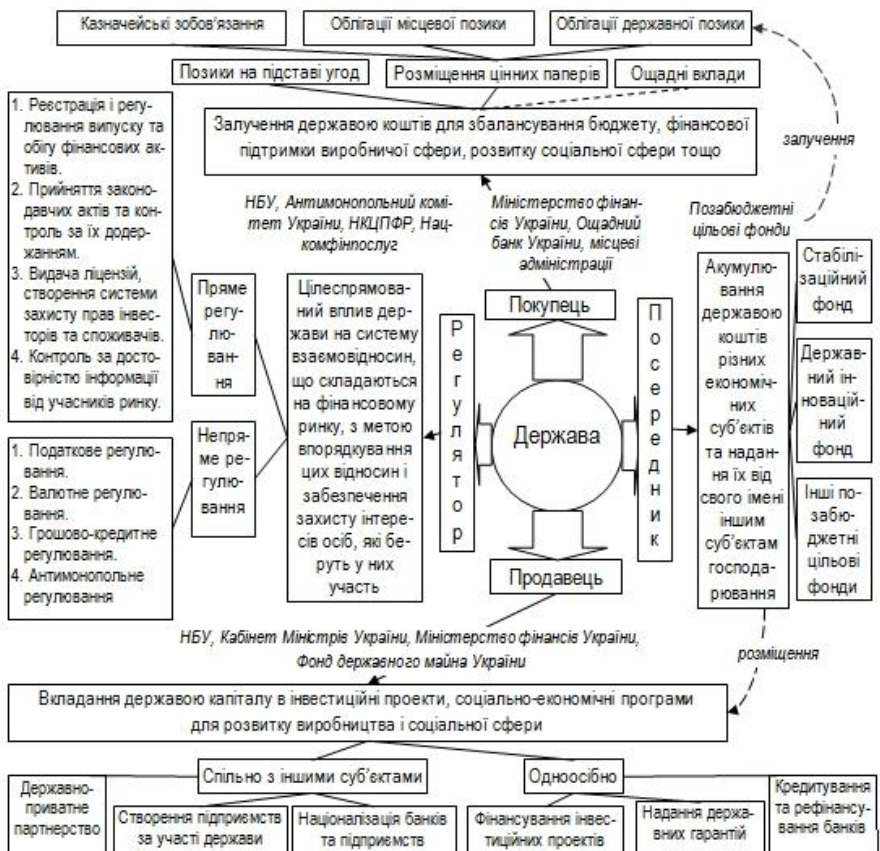 Казначейські зобов'язання
Облігації місцевої позики
Облігації державної позики
Позики на підставі угод
Розміщення цінних паперів
Ощадні вклади
Залучення державою коштів для збалансування бюджету, фінансової
підтримки виробничої сфери, розвитку соціальної сфери тощо
залучення
1. Реєстрація і регу-
лювання випуску та
обігу фінансових ак-
тивів.
2. Прийняття законо-
давчих актів та кон-
троль за їх додер-
жанням.
3. Видача ліцензій,
створення системи
захисту прав інвес-
торів та споживачів.
4. Контроль за досто-
вірністю інформації
від учасників ринку.
1. Податкове регулю-
вання.
2. Валютне регулю-
вання.
3. Грошово-кредитне
регулювання.
4. Антимонопольне
регулювання
Пряме
регу-
лю-
ван-
ня
Непря-
ме ре-
гулю-
вання
НБУ, Антимонопольний комі-
тет України, НКЦПФР, Нац-
комфінпослуг
Цілеспрямова-
ний вплив дер-
жави на систему
взаємовідносин,
що складаються
на фінансовому
ринку, з метою
впорядкування
цих відносин і
забезпечення
захисту інтере-
сів осіб, які бе-
руть у них
участь
Регулятор
Міністерство фінан-
сів України, Ощадний
банк України, місцеві
адміністрації
Покупець
Держава
Продавець
Посередник
Позабюджетні
цільові фонди
Акумулю-
вання
державою
коштів
різних
економіч-
них
суб’єктів
та надан-
ня їх від
свого імені
іншим
суб’єктам
господа-
рювання
Стабілі-
заційний
фонд
Держав-
ний ін-
новацій-
ний
фонд
Інші по-
забю-
джетні
цільові
фонди
розміщення
НБУ, Кабінет Міністрів України, Міністерство фінансів України,
Фонд державного майна України
Вкладання державою капіталу в інвестиційні проекти, соціально-економічні програми
для розвитку виробництва і соціальної сфери
Спільно з іншими суб’єктами
Одноосібно
Державно-
приватне
партнерство
Створення підприємств
за участі держави
Націоналізація банків
та підприємств
Фінансування інвес-
тиційних проектів
Надання держа-
вних гарантій
Кредитування
та рефінансу-
вання банків